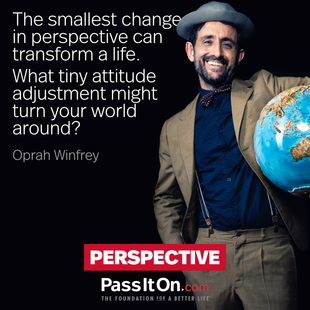 The smallest change
in perspective can
transform a life.
What tiny attitude
adjustment might
turn your world
around?
Oprah Winfrey
PERSPECTIVE
PassItOn.com
THE FOUNDATION FOR A BETTER LIFE